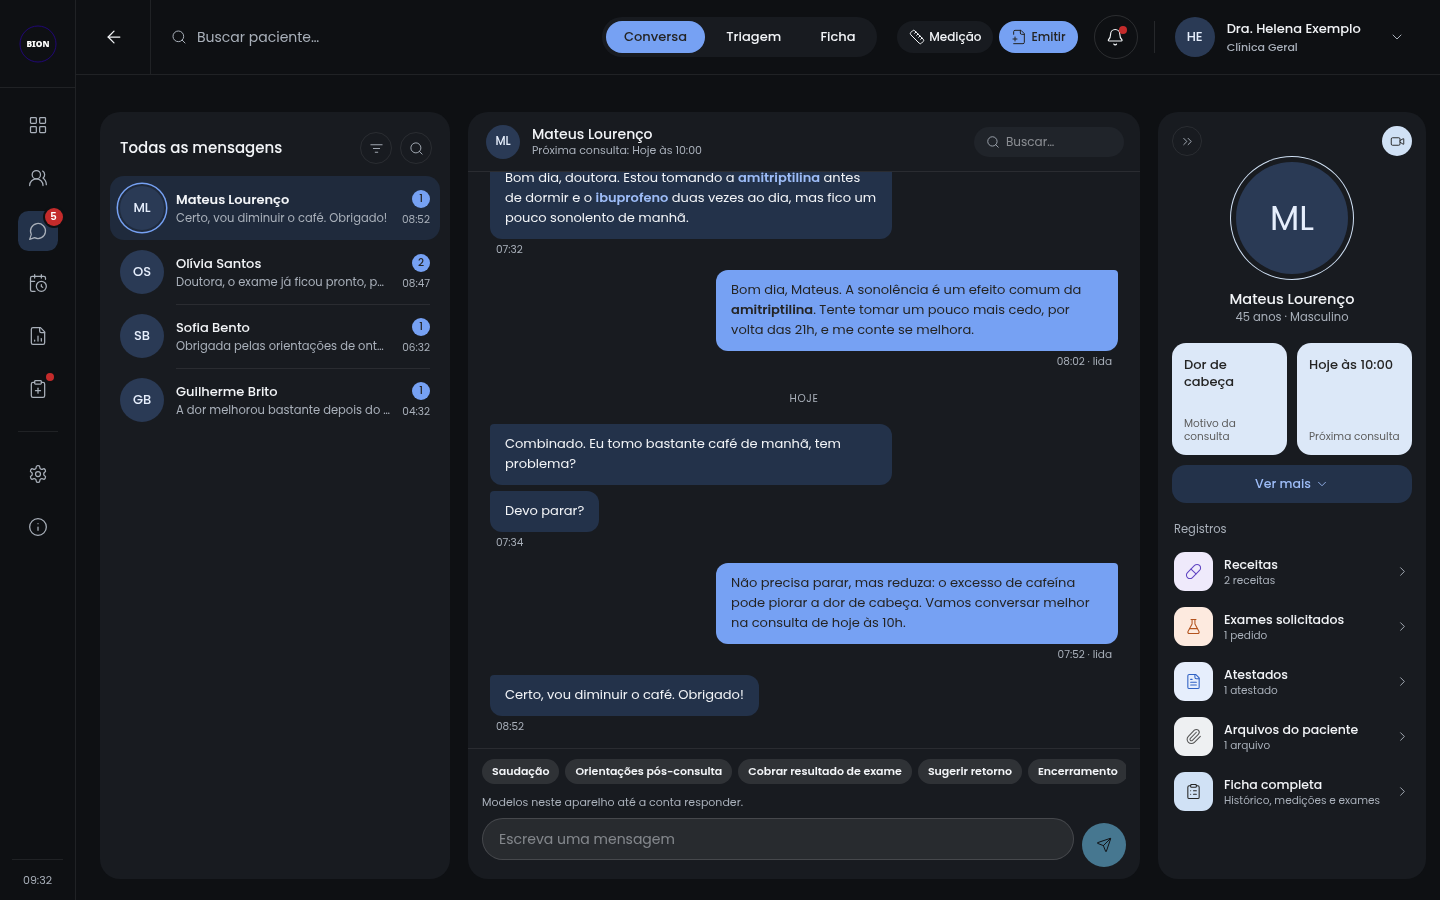 BION
Buscar paciente...
Conversa
Triagem
Ficha
Medição
Emitir
HE
Dra. Helena Exemplo
Clínica Geral
5
09:32
Todas as mensagens
ML
Mateus Lourenço
1
Certo, vou diminuir o café. Obrigado!
08:52
OS
Olívia Santos
2
Doutora, o exame já ficou pronto, p...
08:47
SB
Sofia Bento
1
Obrigada pelas orientações de ont...
06:32
GB
Guilherme Brito
1
A dor melhorou bastante depois do ...
04:32
ML
Mateus Lourenço
Próxima consulta: Hoje às 10:00
Buscar...
Bom dia, doutora. Estou tomando a amitriptilina antes
de dormir e o ibuprofeno duas vezes ao dia, mas fico um
pouco sonolento de manhã.
07:32
Bom dia, Mateus. A sonolência é um efeito comum da
amitriptilina. Tente tomar um pouco mais cedo, por
volta das 21h, e me conte se melhora.
08:02 · lida
HOJE
Combinado. Eu tomo bastante café de manhã, tem
problema?
Devo parar?
07:34
Não precisa parar, mas reduza: o excesso de cafeína
pode piorar a dor de cabeça. Vamos conversar melhor
na consulta de hoje às 10h.
07:52 · lida
Certo, vou diminuir o café. Obrigado!
08:52
Saudação
Orientações pós-consulta
Cobrar resultado de exame
Sugerir retorno
Encerramento
Modelos neste aparelho até a conta responder.
Escreva uma mensagem
ML
Mateus Lourenço
45 anos · Masculino
Dor de
cabeça
Motivo da
consulta
Hoje às 10:00
Próxima consulta
Ver mais
Registros
Receitas
2 receitas
Exames solicitados
1 pedido
Atestados
1 atestado
Arquivos do paciente
1 arquivo
Ficha completa
Histórico, medições e exames